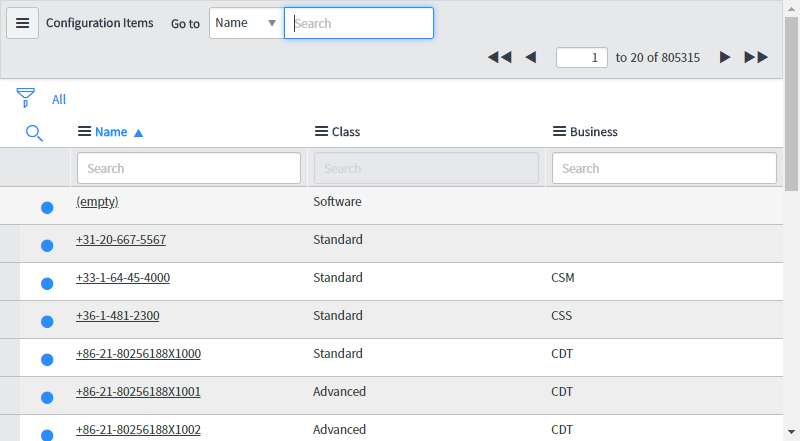 Configuration Items Go to Name Search
1 to 20 of 805315
All
Name Class Business
Search Search Search
(empty) Software
+31-20-667-5567 Standard
+33-1-64-45-4000 Standard CSM
+36-1-481-2300 Standard CSS
+86-21-80256188X1000 Standard CDT
+86-21-80256188X1001 Advanced CDT
+86-21-80256188X1002 Advanced CDT